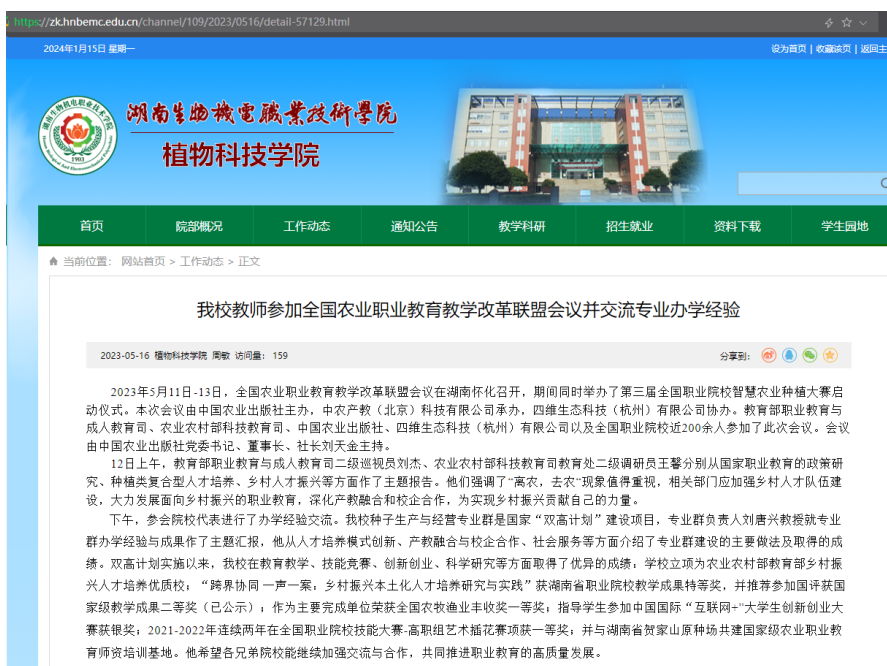 https://zk.hnbemc.edu.cn/channel/109/2023/0516/detail-57129.html
2024年1月15日 星期一
设为首页 | 收藏该页 | 返回主
湖南生物機電職業技術學院
植物科技学院
1903
首页 院部概况 工作动态 通知公告 教学科研 招生就业 资料下载 学生园地
当前位置: 网站首页 > 工作动态 > 正文
我校教师参加全国农业职业教育教学改革联盟会议并交流专业办学经验
2023-05-16 植物科技学院 周敏 访问量: 159
分享到:
2023年5月11日-13日，全国农业职业教育教学改革联盟会议在湖南怀化召开，期间同时举办了第三届全国职业院校智慧农业种植大赛启
动仪式。本次会议由中国农业出版社主办，中农产教（北京）科技有限公司承办，四维生态科技（杭州）有限公司协办。教育部职业教育与
成人教育司、农业农村部科技教育司、中国农业出版社、四维生态科技（杭州）有限公司以及全国职业院校近200余人参加了此次会议。会议
由中国农业出版社党委书记、董事长、社长刘天金主持。
12日上午，教育部职业教育与成人教育司二级巡视员刘杰、农业农村部科技教育司教育处二级调研员王馨分别从国家职业教育的政策研
究、种植类复合型人才培养、乡村人才振兴等方面作了主题报告。他们强调了“离农，去农”现象值得重视，相关部门应加强乡村人才队伍建
设，大力发展面向乡村振兴的职业教育，深化产教融合和校企合作，为实现乡村振兴贡献自己的力量。
下午，参会院校代表进行了办学经验交流。我校种子生产与经营专业群是国家“双高计划”建设项目，专业群负责人刘唐兴教授就专业
群办学经验与成果作了主题汇报，他从人才培养模式创新、产教融合与校企合作、社会服务等方面介绍了专业群建设的主要做法及取得的成
绩。双高计划实施以来，我校在教育教学、技能竞赛、创新创业、科学研究等方面取得了优异的成绩：学校立项为农业农村部教育部乡村振
兴人才培养优质校；“跨界协同 一声一案：乡村振兴本土化人才培养研究与实践”获湖南省职业院校教学成果特等奖，并推荐参加国评获国
家级教学成果二等奖（已公示）；作为主要完成单位荣获全国农牧渔业丰收奖一等奖；指导学生参加中国国际“互联网+”大学生创新创业大
赛获银奖；2021-2022年连续两年在全国职业院校技能大赛-高职组艺术插花赛项获一等奖；并与湖南省贺家山原种场共建国家级农业职业教
育师资培训基地。他希望各兄弟院校能继续加强交流与合作，共同推进职业教育的高质量发展。